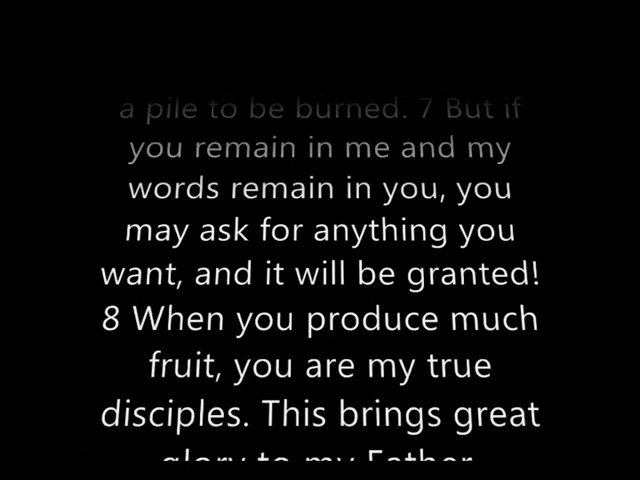 a pile to be burned. 7 But if
you remain in me and my
words remain in you, you
may ask for anything you
want, and it will be granted!
8 When you produce much
fruit, you are my true
disciples. This brings great
glory to my Father